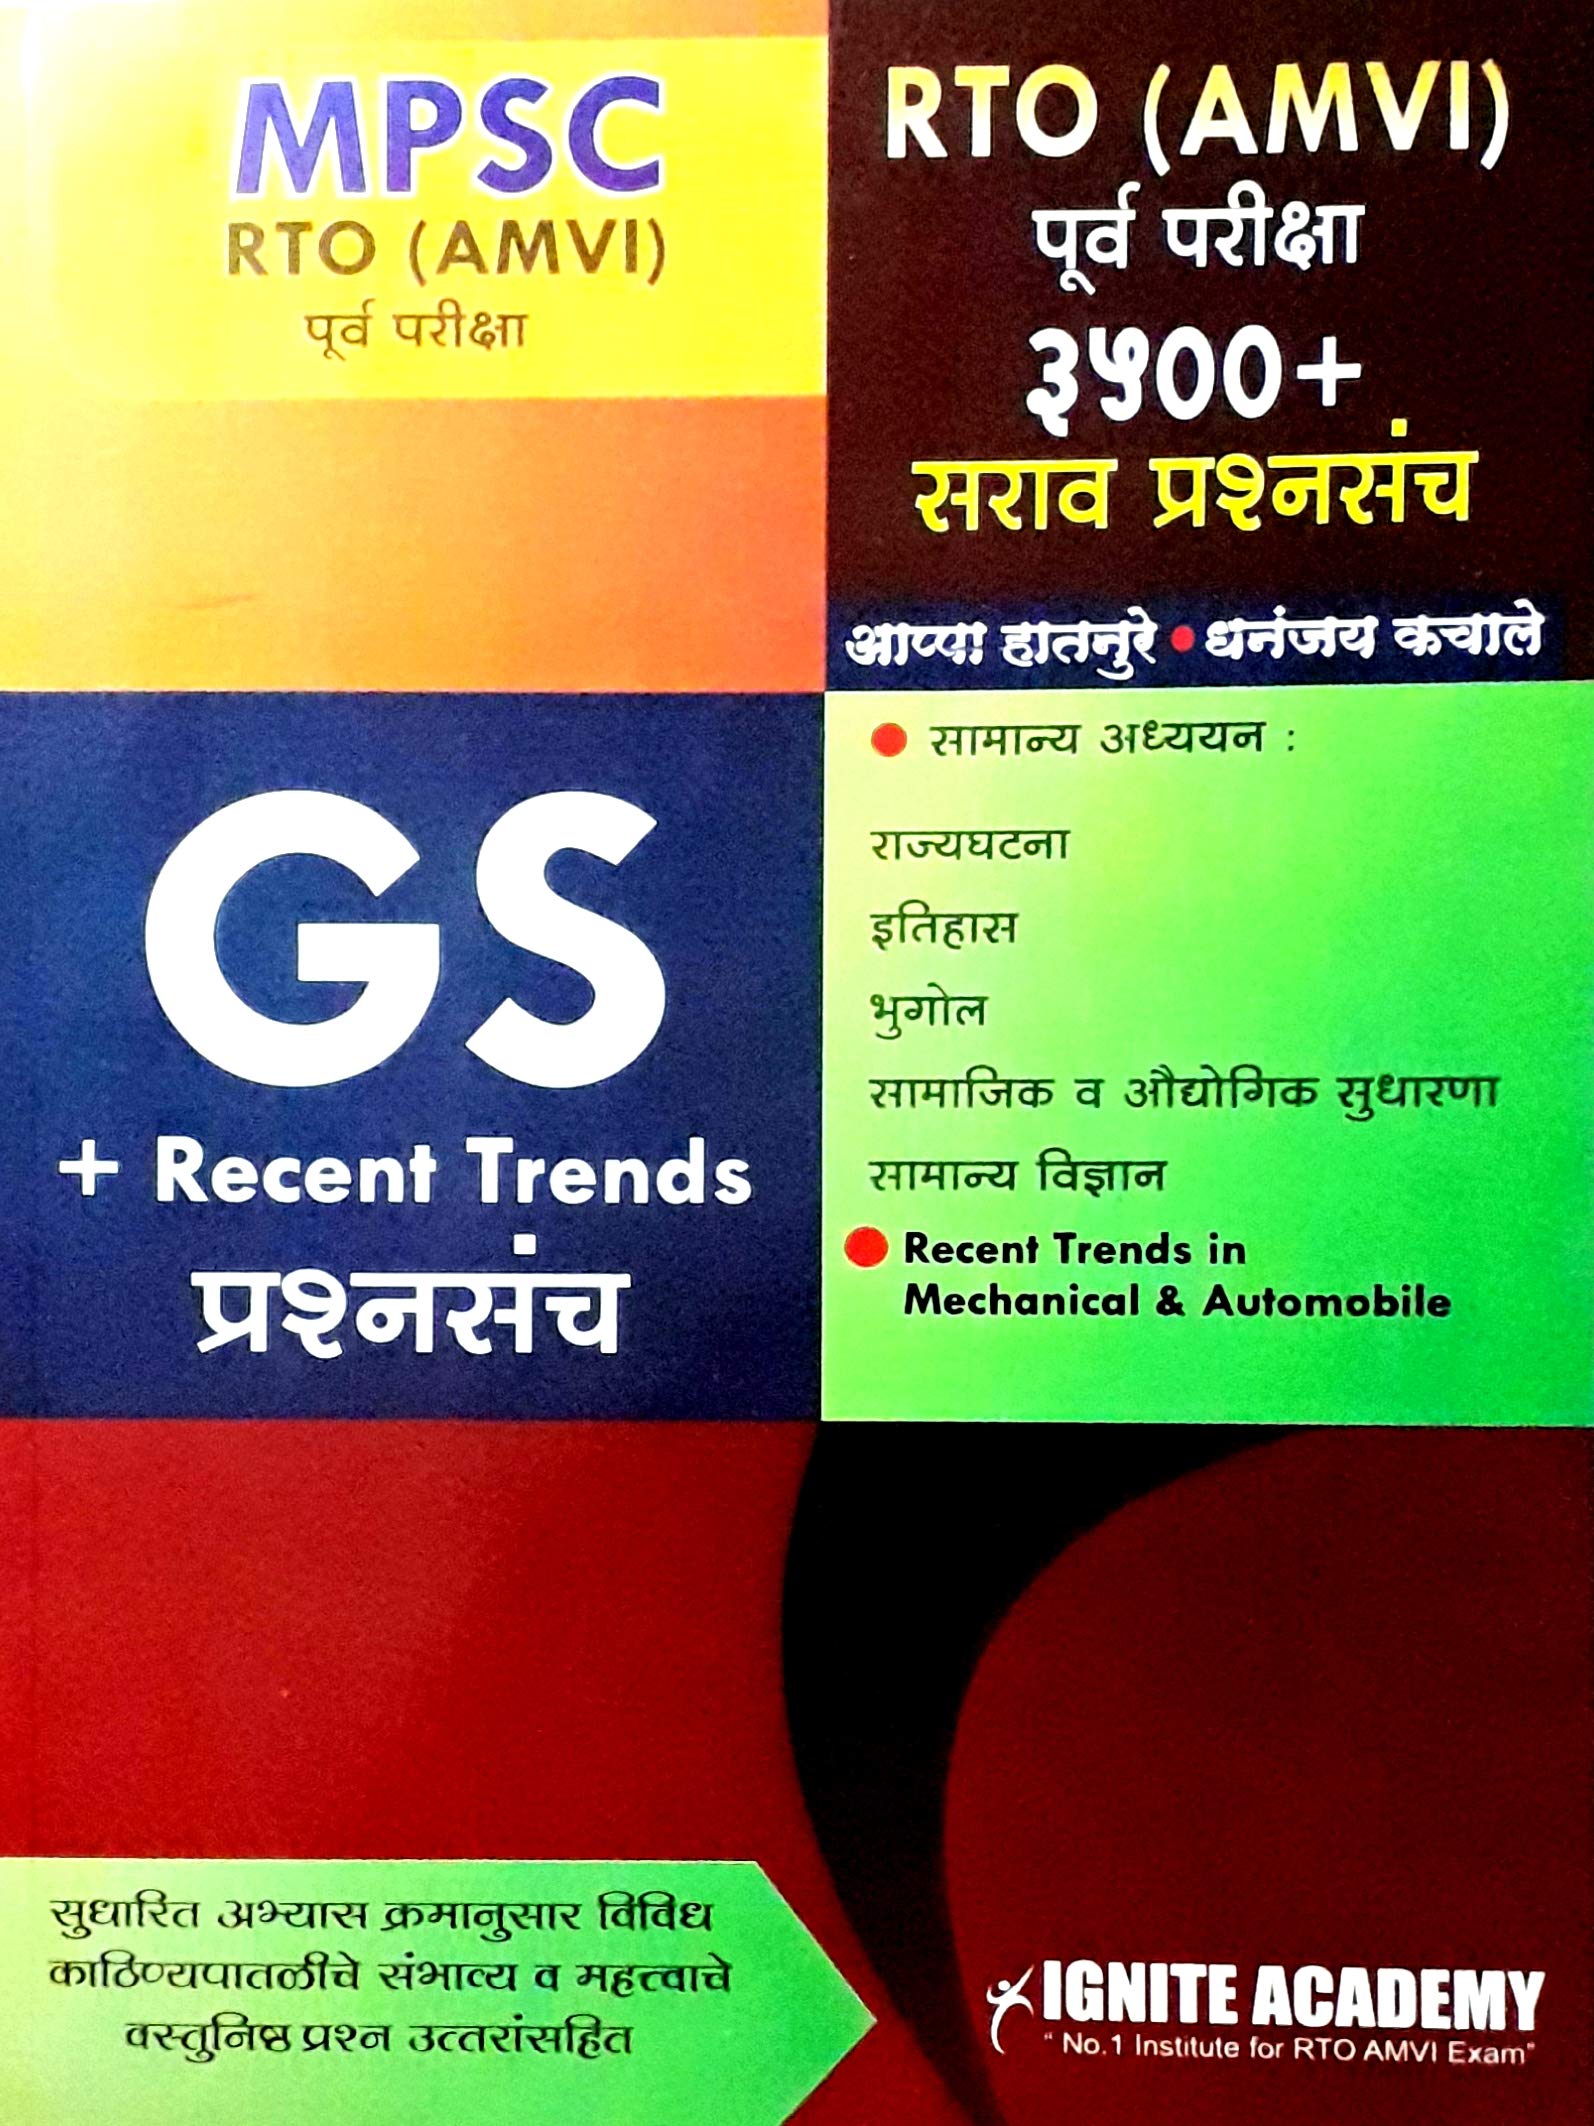 MPSC
RTO (AMVI)
पूर्व परीक्षा
RTO (AMVI)
पूर्व परीक्षा
३५००+
सराव प्रश्नसंच
आप्पा हातनुरे • धनंजय कचाले
GS
+ Recent Trends
प्रश्नसंच
• सामान्य अध्ययन :
राज्यघटना
इतिहास
भुगोल
सामाजिक व औद्योगिक सुधारणा
सामान्य विज्ञान
• Recent Trends in
Mechanical & Automobile
सुधारित अभ्यास क्रमानुसार विविध
काठिण्यपातळीचे संभाव्य व महत्त्वाचे
वस्तुनिष्ठ प्रश्न उत्तरांसहित
IGNITE ACADEMY
"No.1 Institute for RTO AMVI Exam"